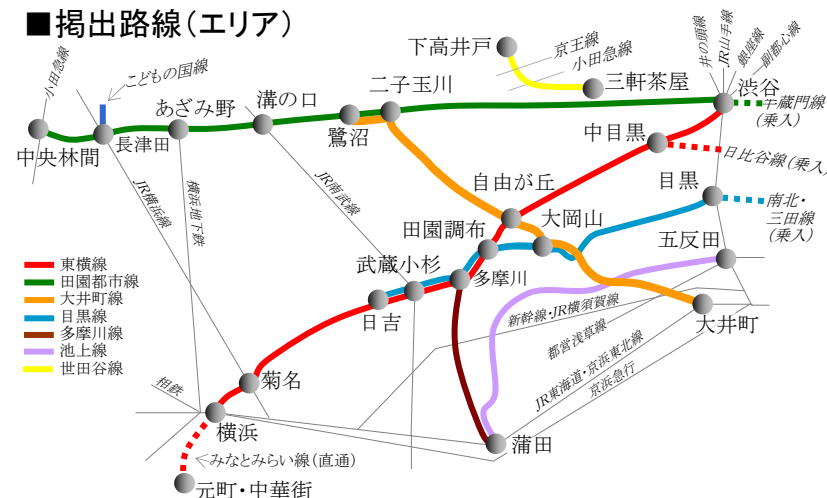 ■掲出路線(エリア)
小田急線
こどもの国線
下高井戸
京王線
小田急線
三軒茶屋
井の頭線
JR山手線
銀座線
副都心線
渋谷
半蔵門線
(乗入)
二子玉川
溝の口
あざみ野
鷺沼
中央林間
長津田
中目黒
日比谷線(乗入)
JR横浜線
横浜地下鉄
JR南武線
自由が丘
目黒
南北・
三田線
(乗入)
田園調布
大岡山
五反田
武蔵小杉
多摩川
日吉
東横線
田園都市線
大井町線
目黒線
多摩川線
池上線
世田谷線
新幹線・JR横須賀線
都営浅草線
大井町
JR東海道・京浜東北線
京浜急行
相鉄
菊名
横浜
蒲田
みなとみらい線(直通)
元町・中華街